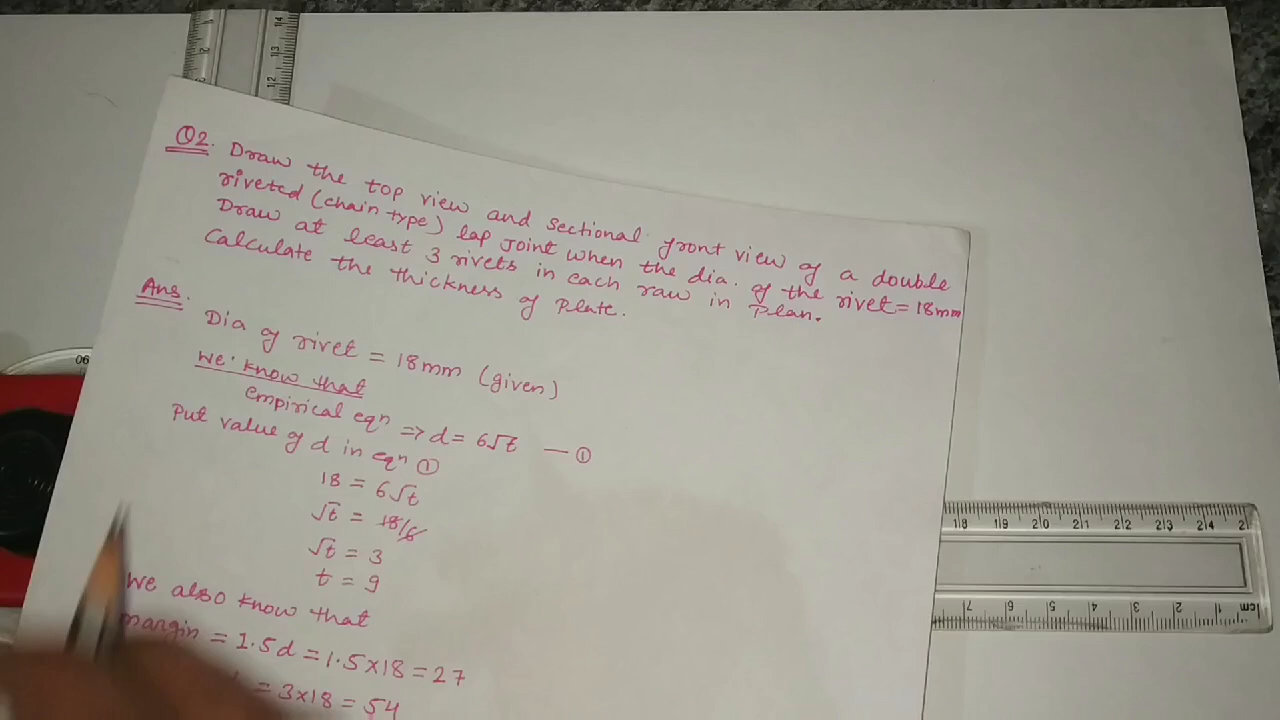 Q2. Draw the top view and sectional front view of a double
riveted (chain type) lap joint when the dia. of the rivet = 18mm
Draw at least 3 rivets in each raw in Plan.
Calculate the thickness of Plate.
Ans.
Dia of rivet = 18mm (given)
We know that
empirical eqn => d = 6√t — ①
Put value of d in eqn ①
18 = 6√t
√t = 18/6
√t = 3
t = 9
We also know that
margin = 1.5d = 1.5×18 = 27
= 3×18 = 54